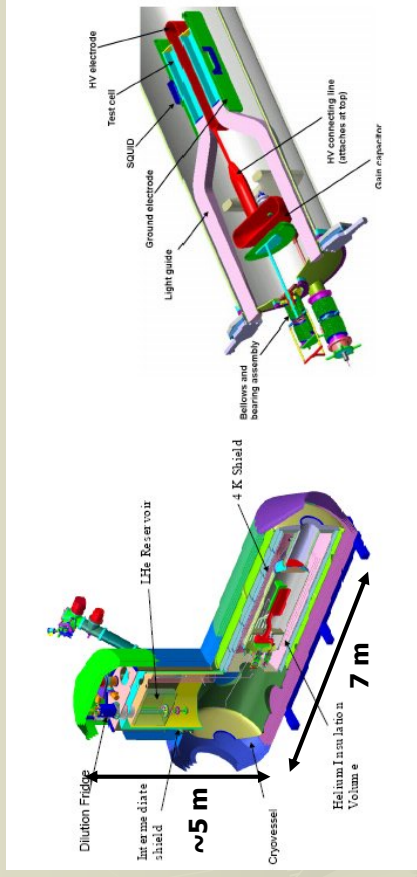 Dilution Fridge
LHe Reservoir
4 K Shield
Intermediate
shield
~5 m
Cryovessel
7 m
Helium Insulation
Volume
HV electrode
Test cell
SQUID
Ground electrode
Light guide
HV connecting line
(attaches at top)
Gain capacitor
Bellows and
bearing assembly